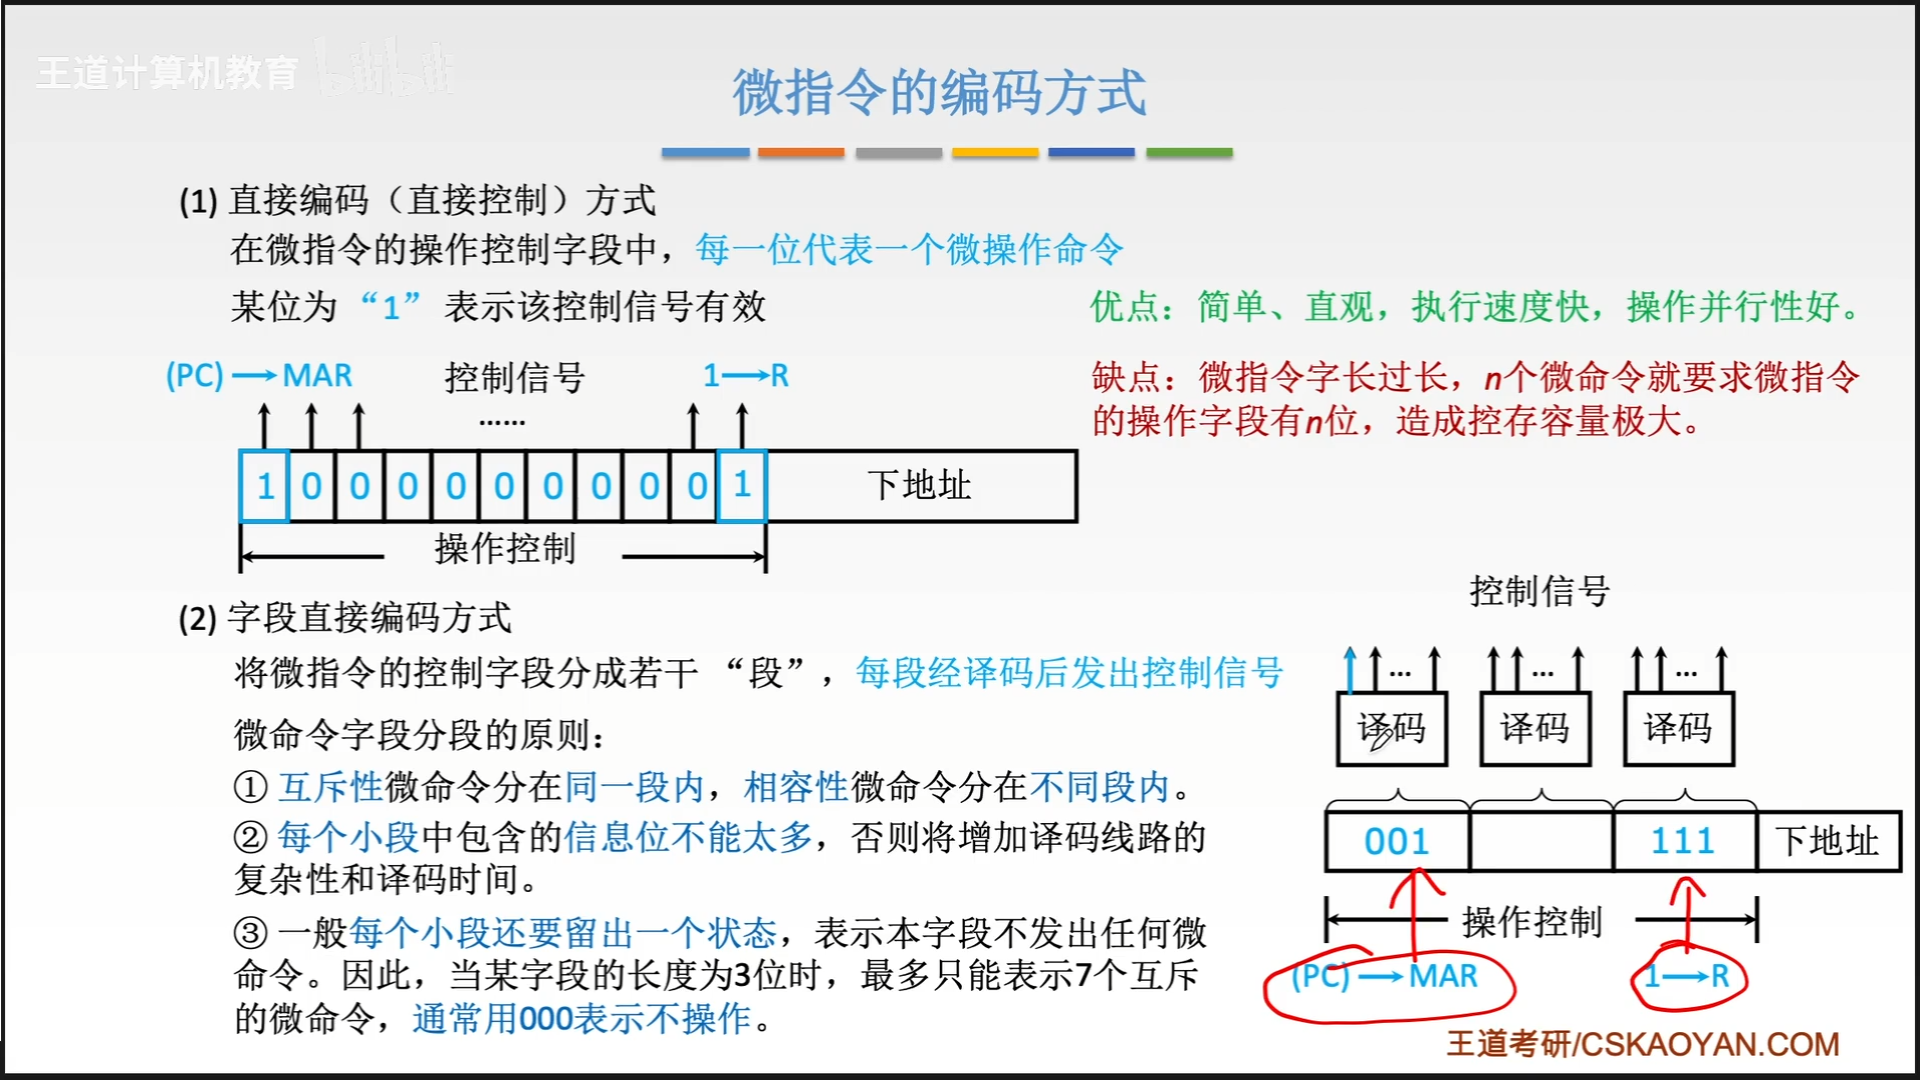 王道计算机教育 bilibili
微指令的编码方式
(1) 直接编码（直接控制）方式
在微指令的操作控制字段中，每一位代表一个微操作命令
某位为“1”表示该控制信号有效
优点：简单、直观，执行速度快，操作并行性好。
缺点：微指令字长过长，n个微命令就要求微指令
的操作字段有n位，造成控存容量极大。
(PC)→MAR 控制信号 1→R
……
1 0 0 0 0 0 0 0 0 0 1 下地址
操作控制
(2) 字段直接编码方式
将微指令的控制字段分成若干“段”，每段经译码后发出控制信号
微命令字段分段的原则：
① 互斥性微命令分在同一段内，相容性微命令分在不同段内。
② 每个小段中包含的信息位不能太多，否则将增加译码线路的
复杂性和译码时间。
③ 一般每个小段还要留出一个状态，表示本字段不发出任何微
命令。因此，当某字段的长度为3位时，最多只能表示7个互斥
的微命令，通常用000表示不操作。
控制信号
… … …
译码 译码 译码
001 111 下地址
操作控制
(PC)→MAR 1→R
王道考研/CSKAOYAN.COM